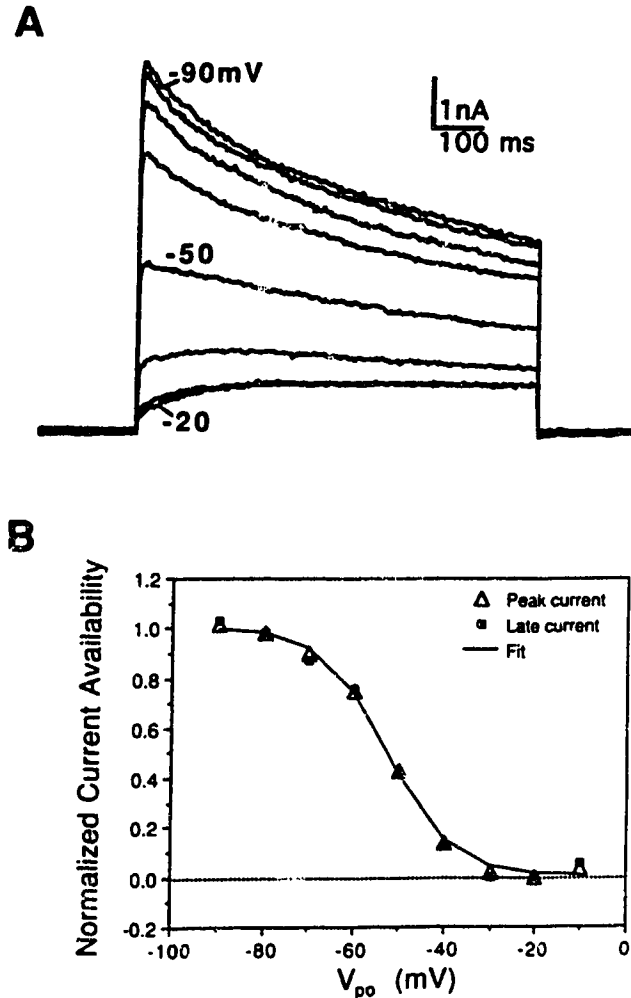 A
-90mV
1nA
100 ms
-50
-20
B
Normalized Current Availability
1.2
1.0
0.8
0.6
0.4
0.2
0.0
-0.2
Peak current
Late current
Fit
-100 -80 -60 -40 -20 0
Vpo (mV)